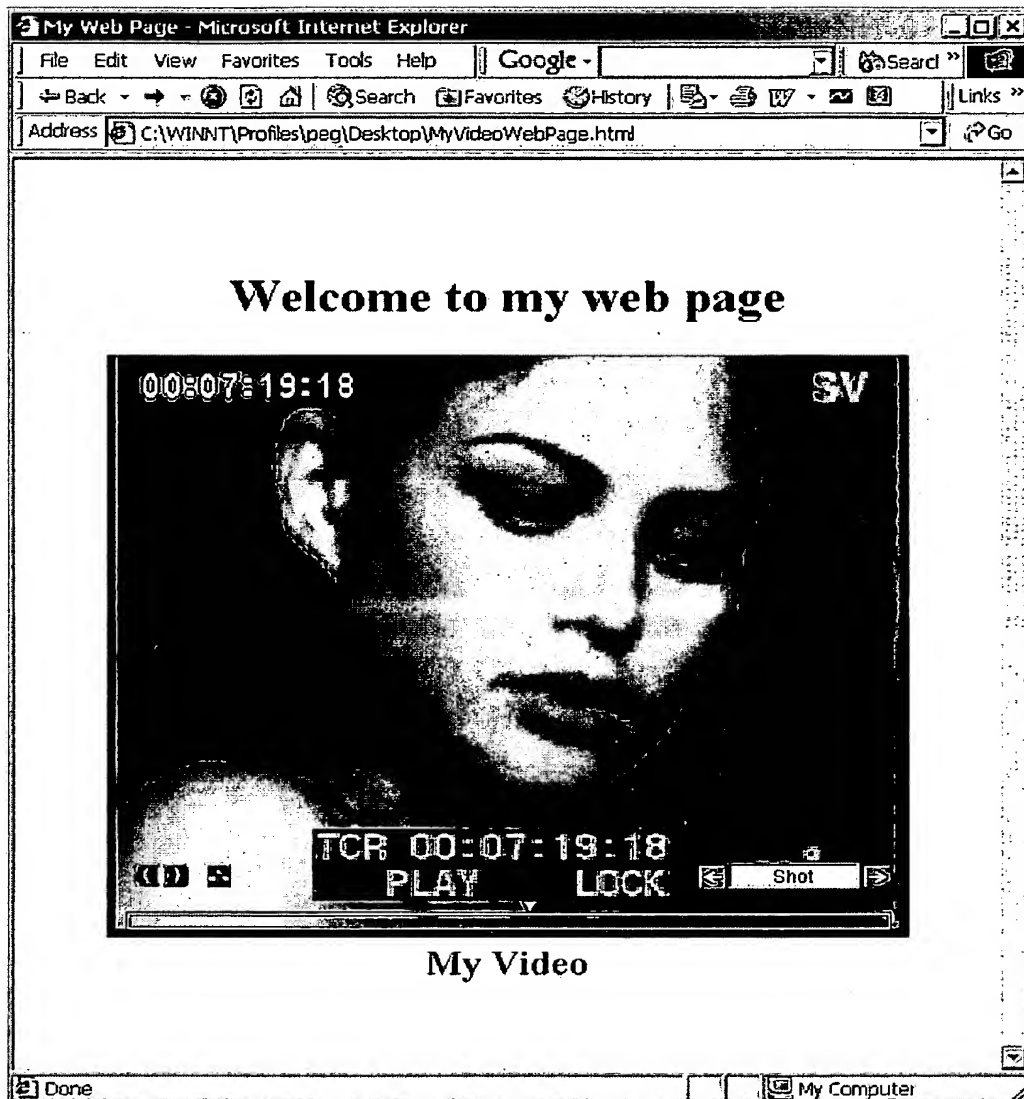 My Web Page - Microsoft Internet Explorer
File Edit View Favorites Tools Help Google - Searcl »
Back Search Favorites History Links »
Address C:\WINNT\Profiles\peg\Desktop\MyVideoWebPage.html Go
Welcome to my web page
00:07:19:18 SV
TCR 00:07:19:18
PLAY LOCK Shot
My Video
Done My Computer